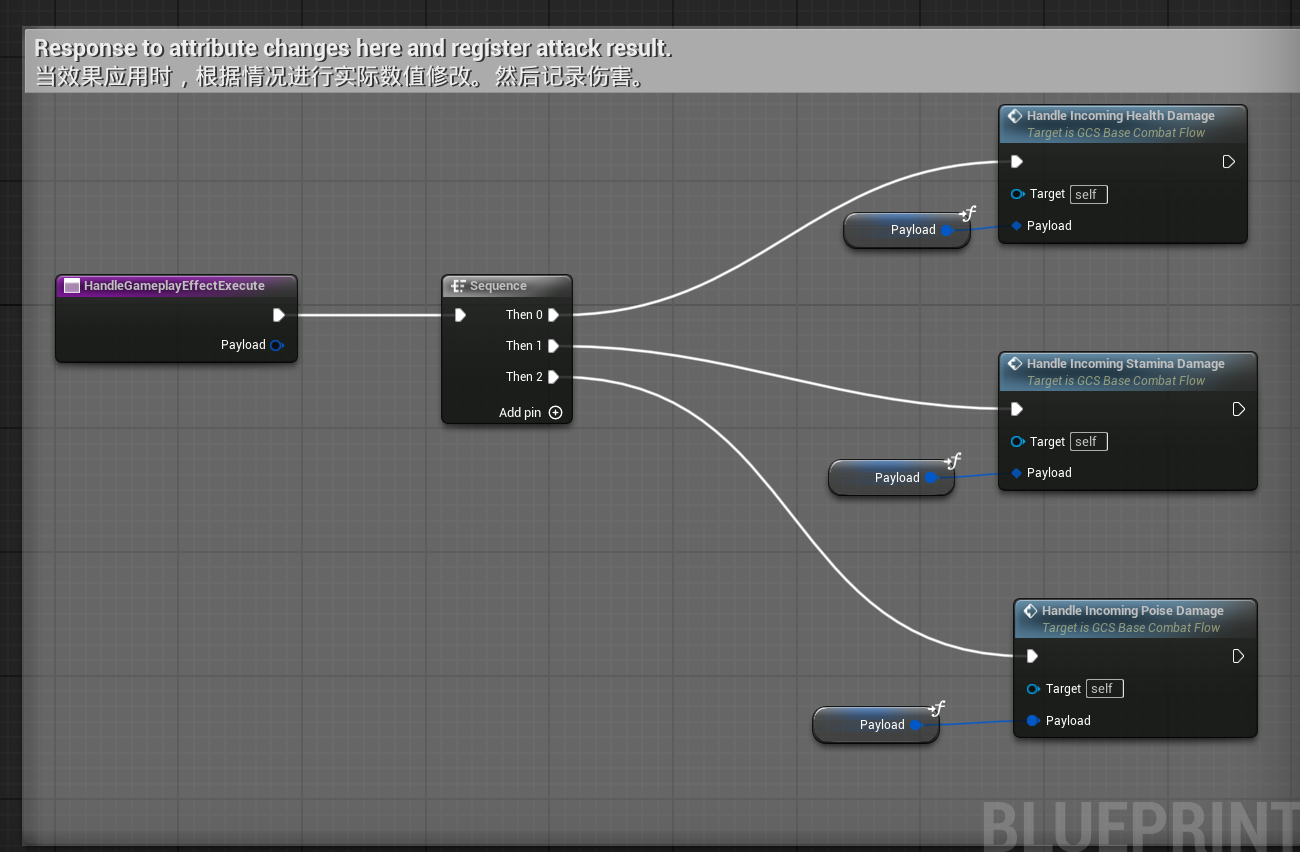 Response to attribute changes here and register attack result.
当效果应用时，根据情况进行实际数值修改。然后记录伤害。
Handle Incoming Health Damage
Target is GCS Base Combat Flow
Target self
Payload
Payload
HandleGameplayEffectExecute
Payload
Sequence
Then 0
Then 1
Then 2
Add pin
Handle Incoming Stamina Damage
Target is GCS Base Combat Flow
Target self
Payload
Payload
Handle Incoming Poise Damage
Target is GCS Base Combat Flow
Target self
Payload
Payload
BLUEPRINT